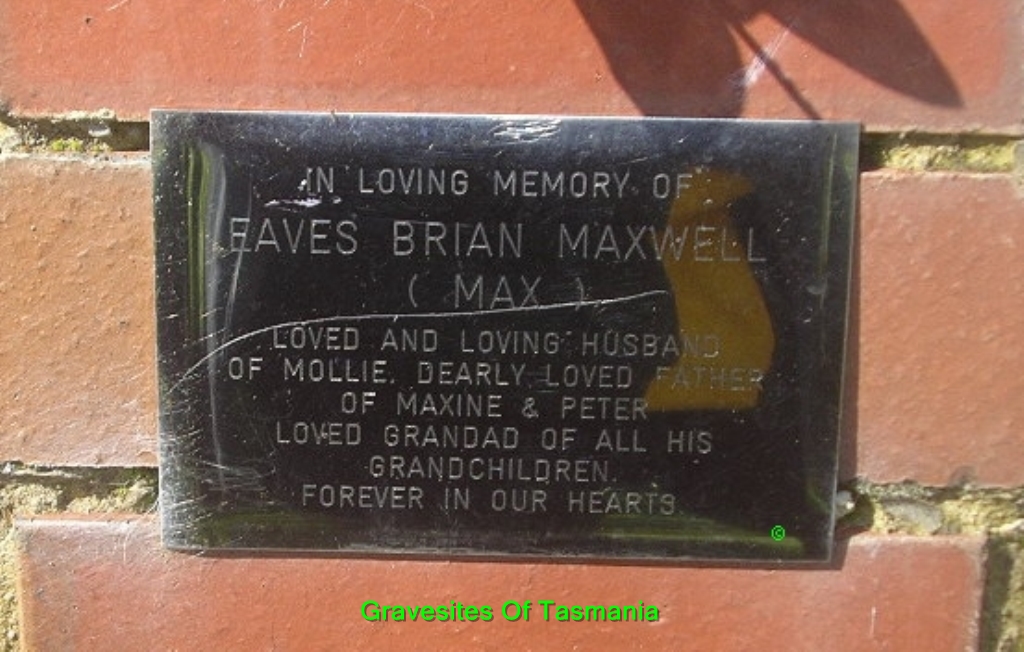 IN LOVING MEMORY OF
EAVES BRIAN MAXWELL
( MAX )
LOVED AND LOVING HUSBAND
OF MOLLIE. DEARLY LOVED FATHER
OF MAXINE & PETER
LOVED GRANDAD OF ALL HIS
GRANDCHILDREN.
FOREVER IN OUR HEARTS
©
Gravesites Of Tasmania